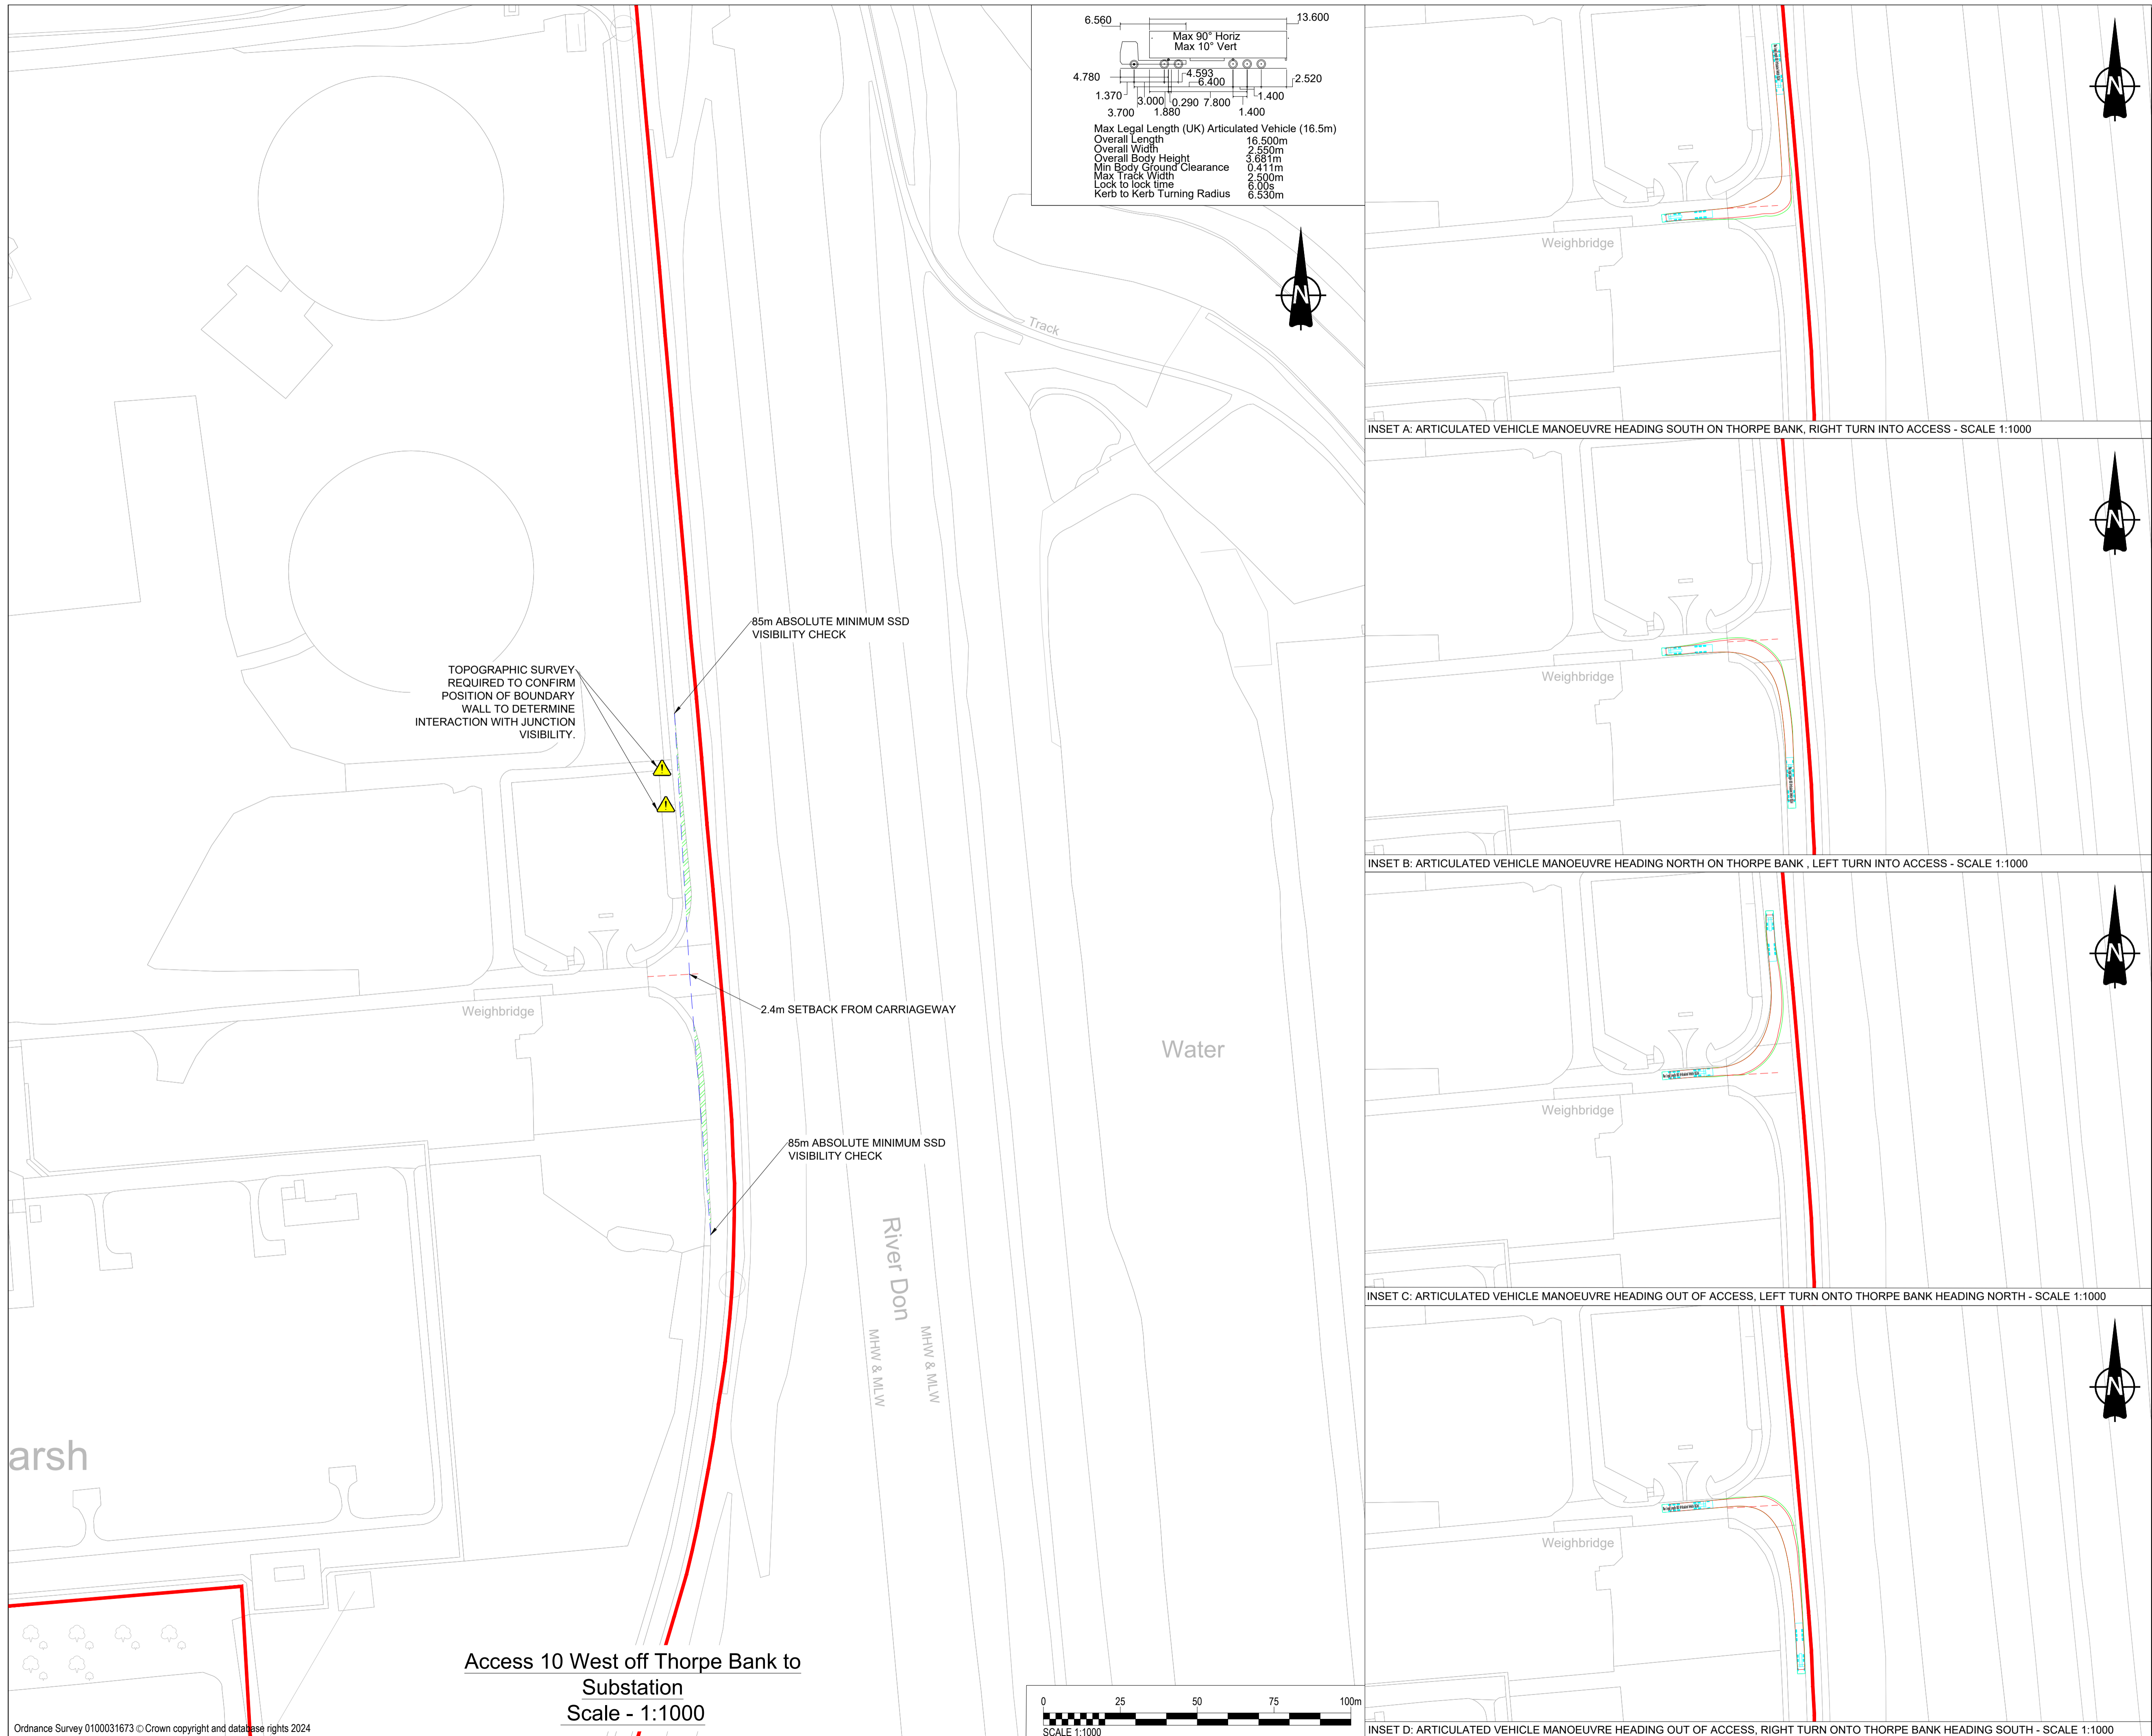 6.560
13.600
Max 90° Horiz
Max 10° Vert
4.780
4.593
6.400
2.520
1.370
3.000
0.290
7.800
1.400
3.700
1.880
1.400
Max Legal Length (UK) Articulated Vehicle (16.5m)
Overall Length 16.500m
Overall Width 2.550m
Overall Body Height 3.681m
Min Body Ground Clearance 0.411m
Max Track Width 2.500m
Lock to lock time 6.00s
Kerb to Kerb Turning Radius 6.530m
N
Track
85m ABSOLUTE MINIMUM SSD
VISIBILITY CHECK
TOPOGRAPHIC SURVEY
REQUIRED TO CONFIRM
POSITION OF BOUNDARY
WALL TO DETERMINE
INTERACTION WITH JUNCTION
VISIBILITY.
2.4m SETBACK FROM CARRIAGEWAY
Weighbridge
Water
85m ABSOLUTE MINIMUM SSD
VISIBILITY CHECK
River Don
MHW & MLW
MHW & MLW
arsh
Access 10 West off Thorpe Bank to
Substation
Scale - 1:1000
0 25 50 75 100m
SCALE 1:1000
Ordnance Survey 0100031673 © Crown copyright and database rights 2024
N
Weighbridge
INSET A: ARTICULATED VEHICLE MANOEUVRE HEADING SOUTH ON THORPE BANK, RIGHT TURN INTO ACCESS - SCALE 1:1000
N
Weighbridge
INSET B: ARTICULATED VEHICLE MANOEUVRE HEADING NORTH ON THORPE BANK , LEFT TURN INTO ACCESS - SCALE 1:1000
N
Weighbridge
INSET C: ARTICULATED VEHICLE MANOEUVRE HEADING OUT OF ACCESS, LEFT TURN ONTO THORPE BANK HEADING NORTH - SCALE 1:1000
N
Weighbridge
INSET D: ARTICULATED VEHICLE MANOEUVRE HEADING OUT OF ACCESS, RIGHT TURN ONTO THORPE BANK HEADING SOUTH - SCALE 1:1000